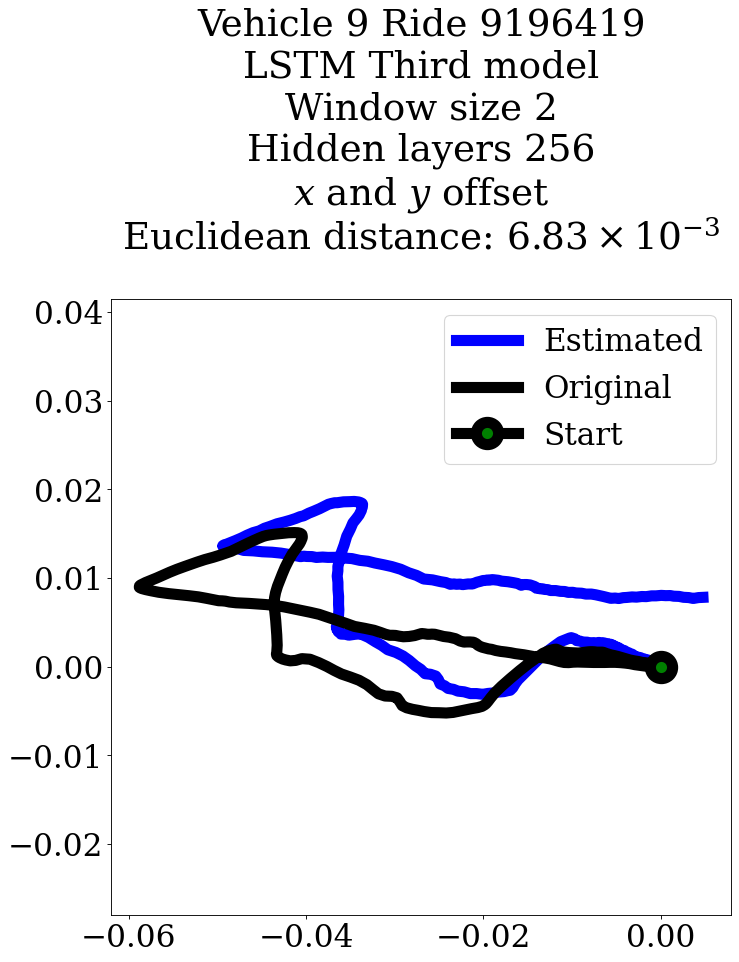 Vehicle 9 Ride 9196419
LSTM Third model
Window size 2
Hidden layers 256
x and y offset
Euclidean distance: 6.83 × 10⁻³
0.04
0.03
0.02
0.01
0.00
−0.01
−0.02
Estimated
Original
Start
−0.06
−0.04
−0.02
0.00